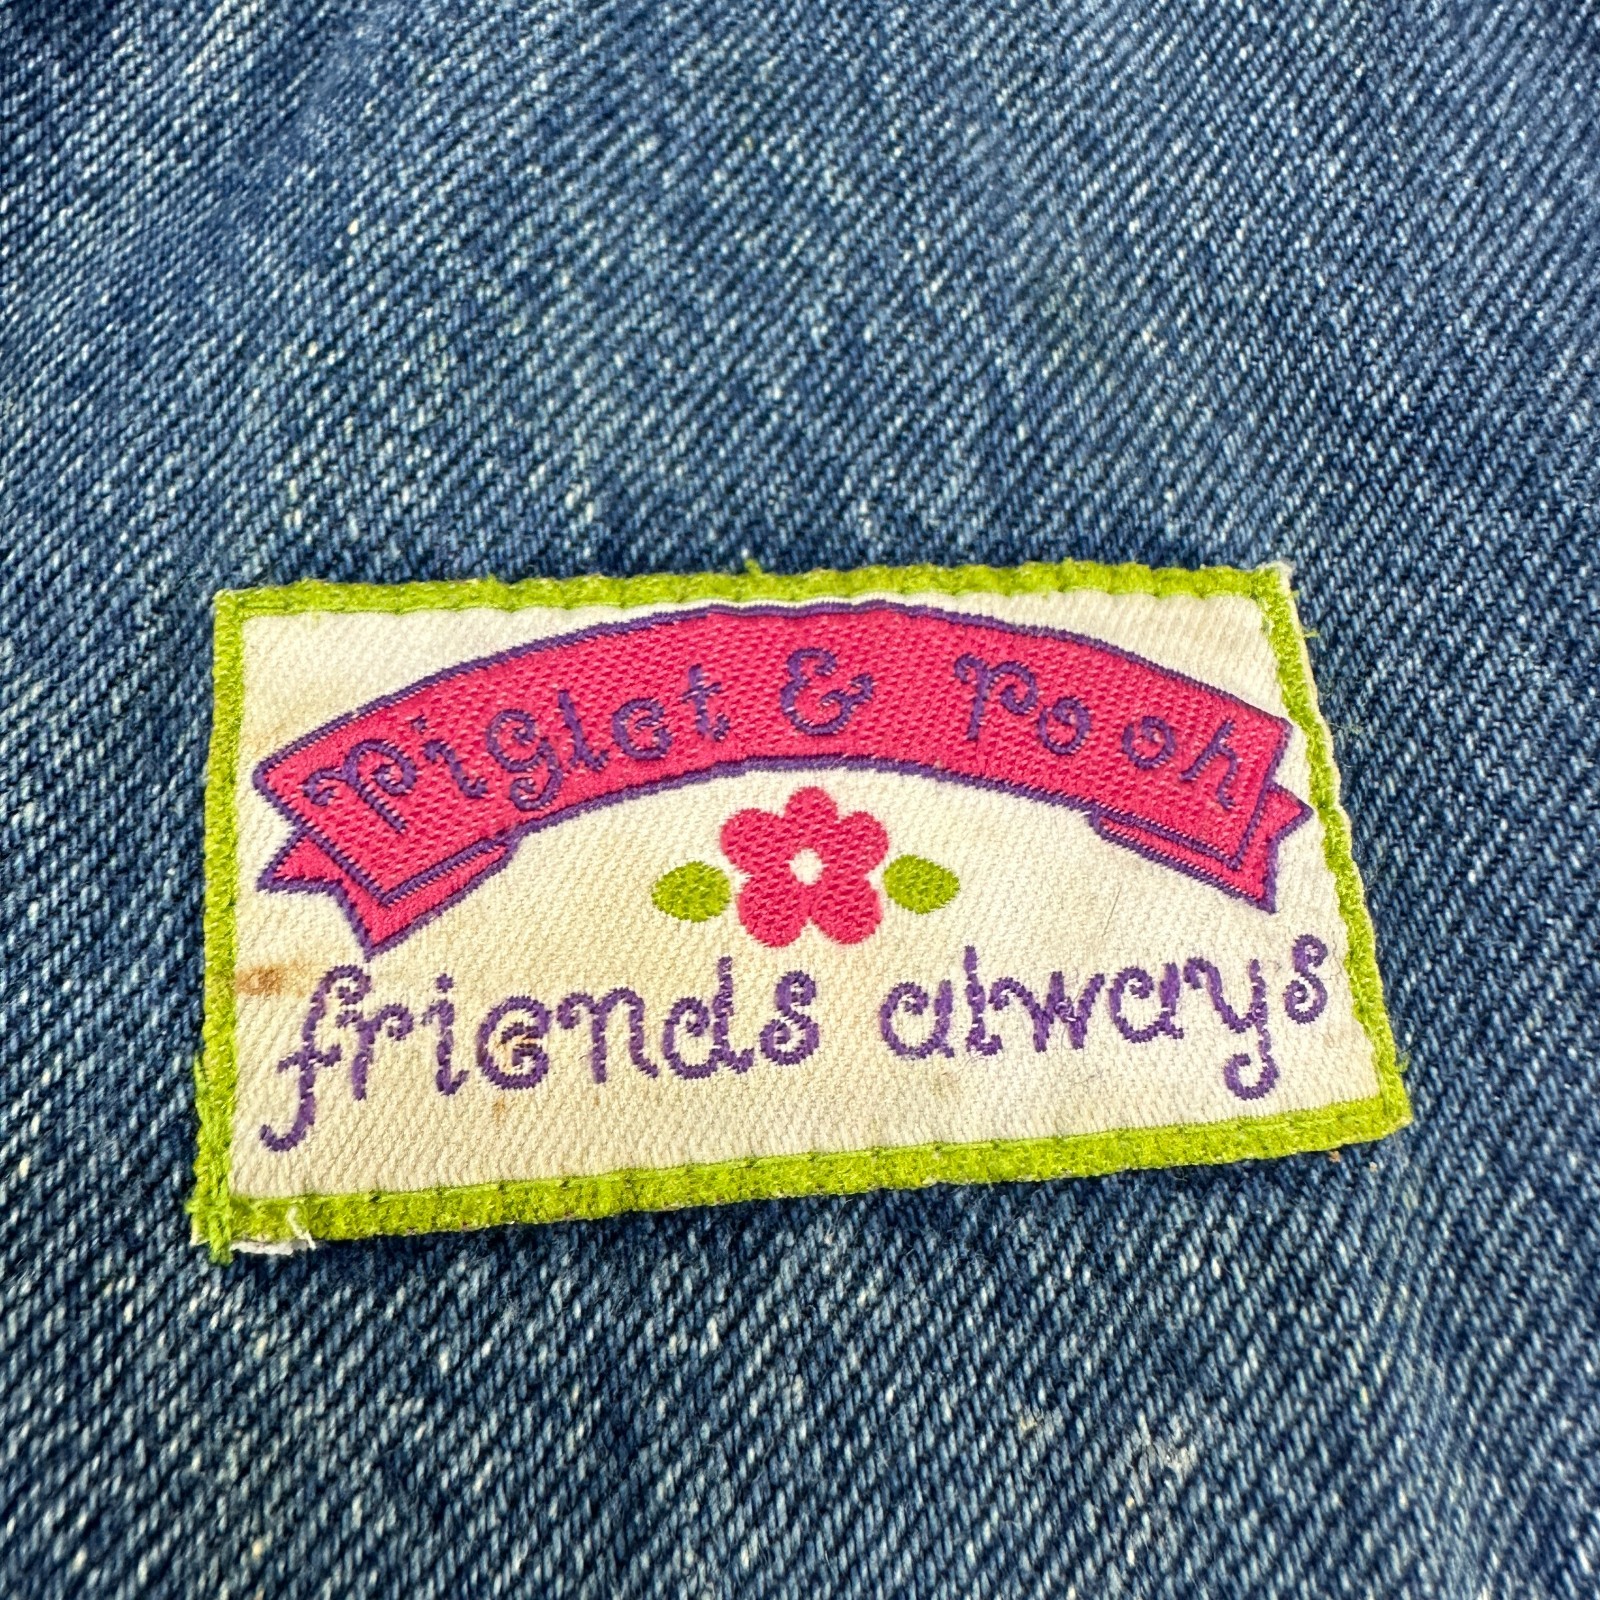 Piglet & Pooh
friends always